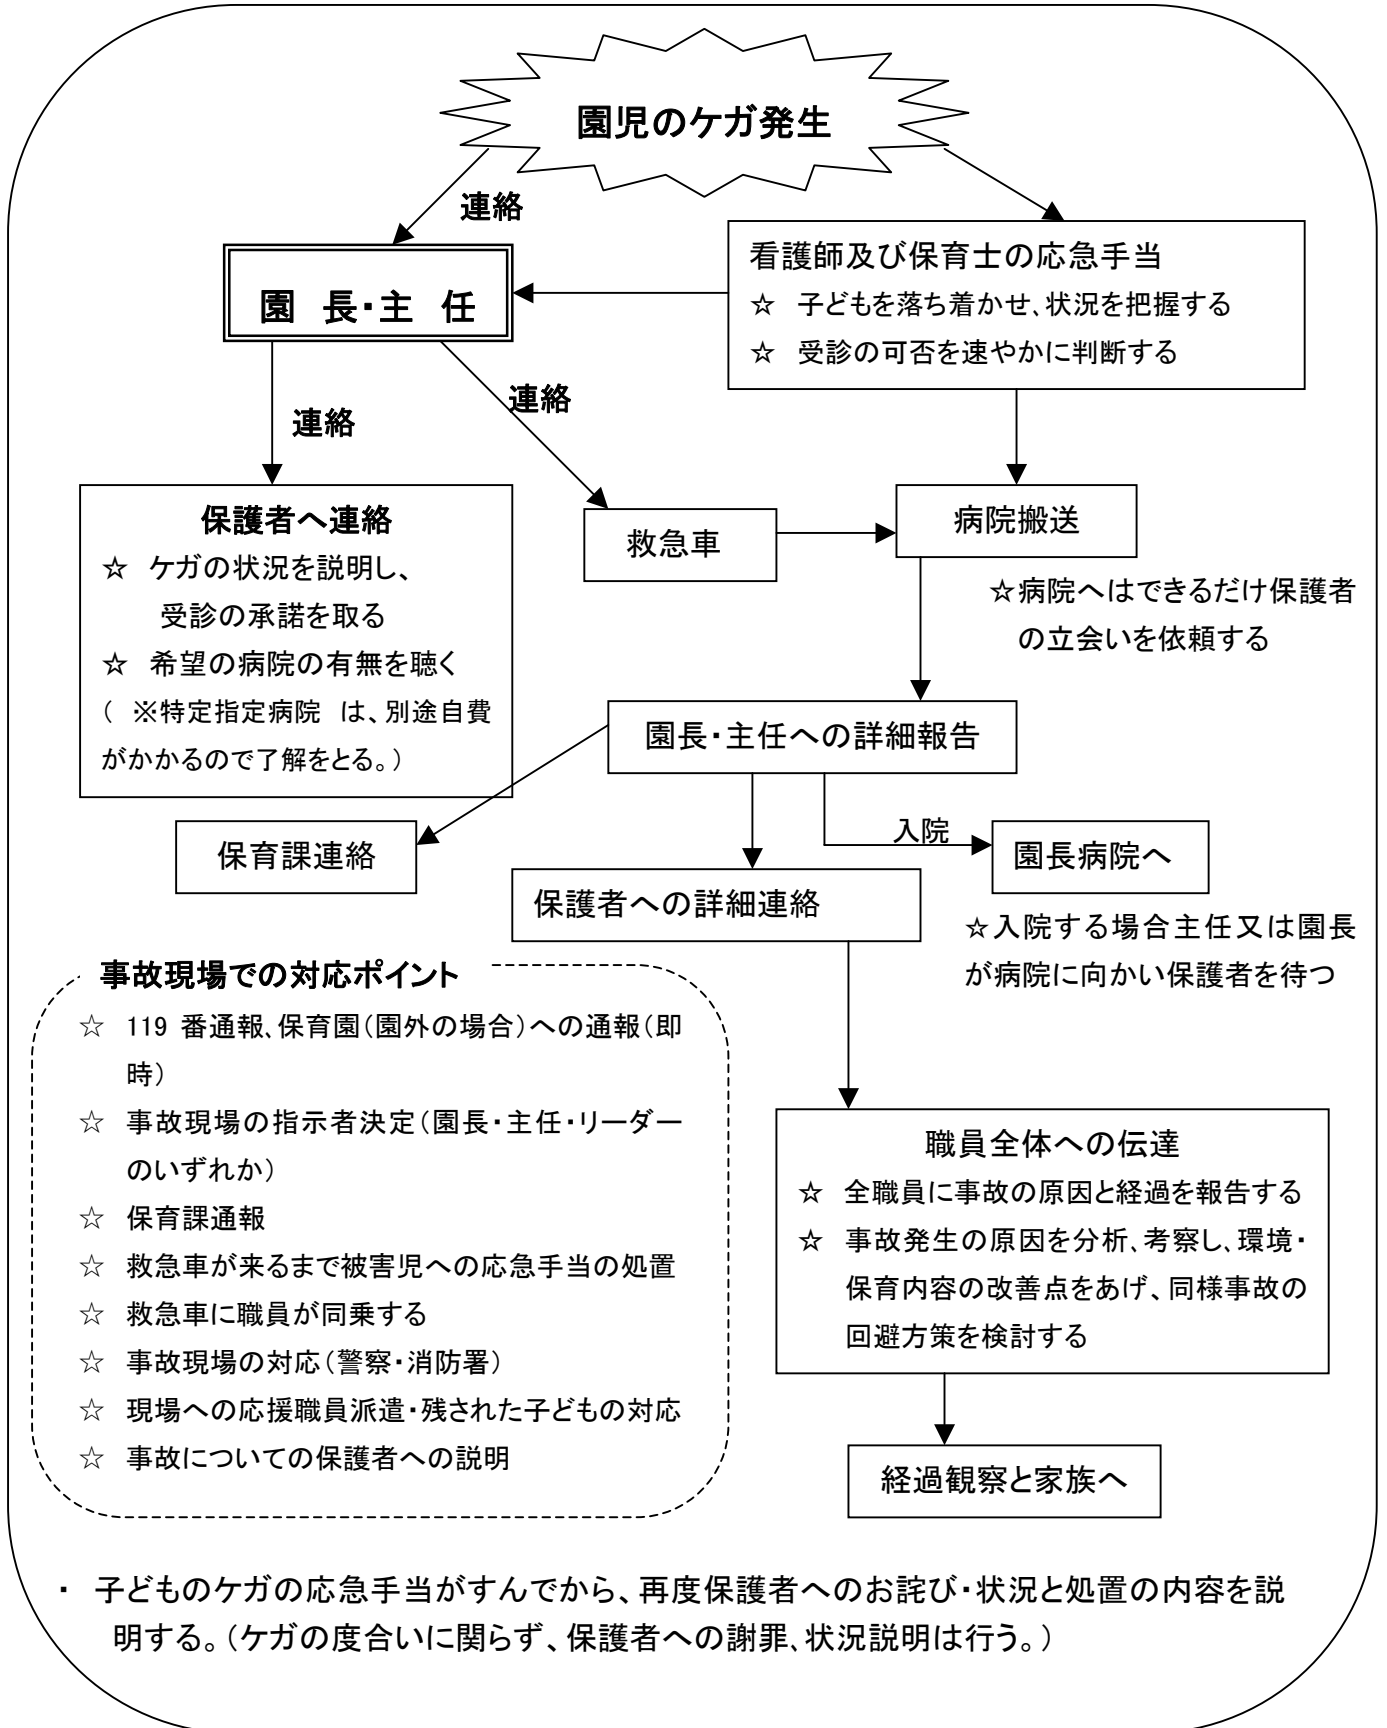 園児のケガ発生
連絡
看護師及び保育士の応急手当
☆ 子どもを落ち着かせ、状況を把握する
☆ 受診の可否を速やかに判断する
園 長・主 任
連絡
連絡
保護者へ連絡
☆ ケガの状況を説明し、
受診の承諾を取る
☆ 希望の病院の有無を聴く
( ※特定指定病院 は、別途自費
がかかるので了解をとる。)
救急車
病院搬送
☆病院へはできるだけ保護者
の立会いを依頼する
園長・主任への詳細報告
保育課連絡
入院
園長病院へ
保護者への詳細連絡
☆入院する場合主任又は園長
が病院に向かい保護者を待つ
事故現場での対応ポイント
☆ 119 番通報、保育園(園外の場合)への通報(即
時)
☆ 事故現場の指示者決定(園長・主任・リーダー
のいずれか)
☆ 保育課通報
☆ 救急車が来るまで被害児への応急手当の処置
☆ 救急車に職員が同乗する
☆ 事故現場の対応(警察・消防署)
☆ 現場への応援職員派遣・残された子どもの対応
☆ 事故についての保護者への説明
職員全体への伝達
☆ 全職員に事故の原因と経過を報告する
☆ 事故発生の原因を分析、考察し、環境・
保育内容の改善点をあげ、同様事故の
回避方策を検討する
経過観察と家族へ
・ 子どものケガの応急手当がすんでから、再度保護者へのお詫び・状況と処置の内容を説
明する。(ケガの度合いに関らず、保護者への謝罪、状況説明は行う。)